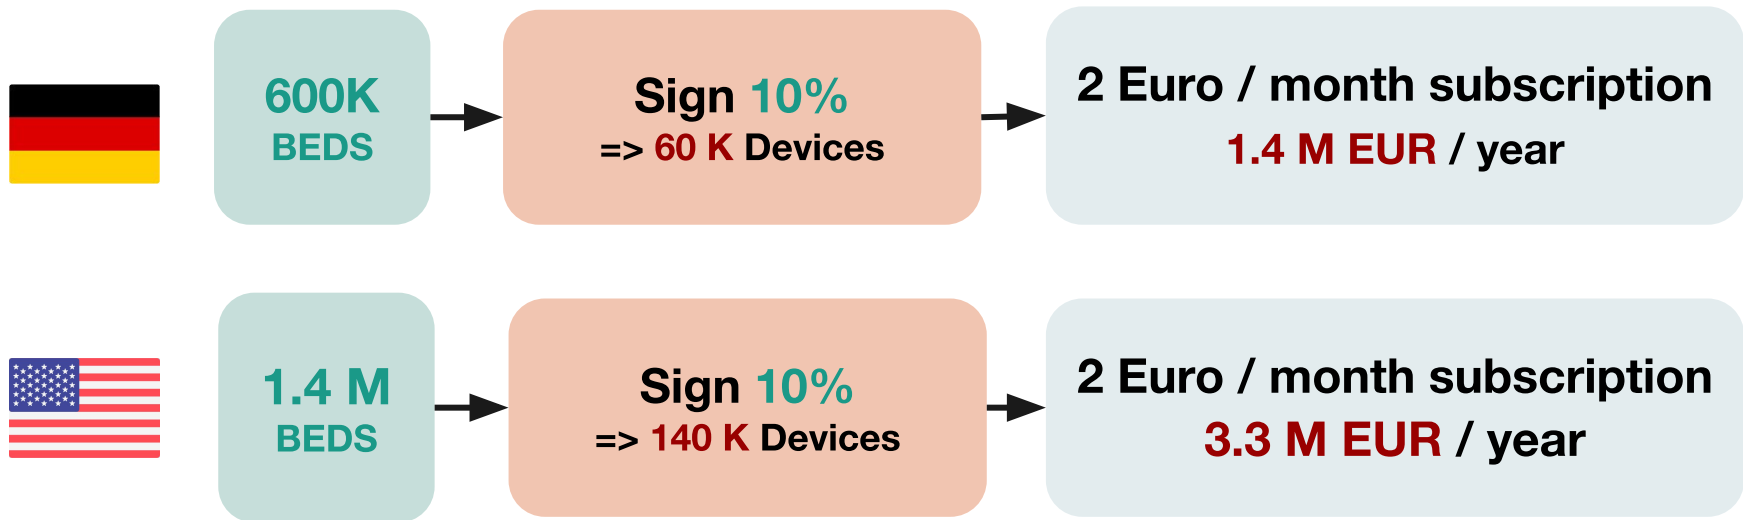 600K
BEDS
Sign 10%
=> 60 K Devices
2 Euro / month subscription
1.4 M EUR / year
1.4 M
BEDS
Sign 10%
=> 140 K Devices
2 Euro / month subscription
3.3 M EUR / year